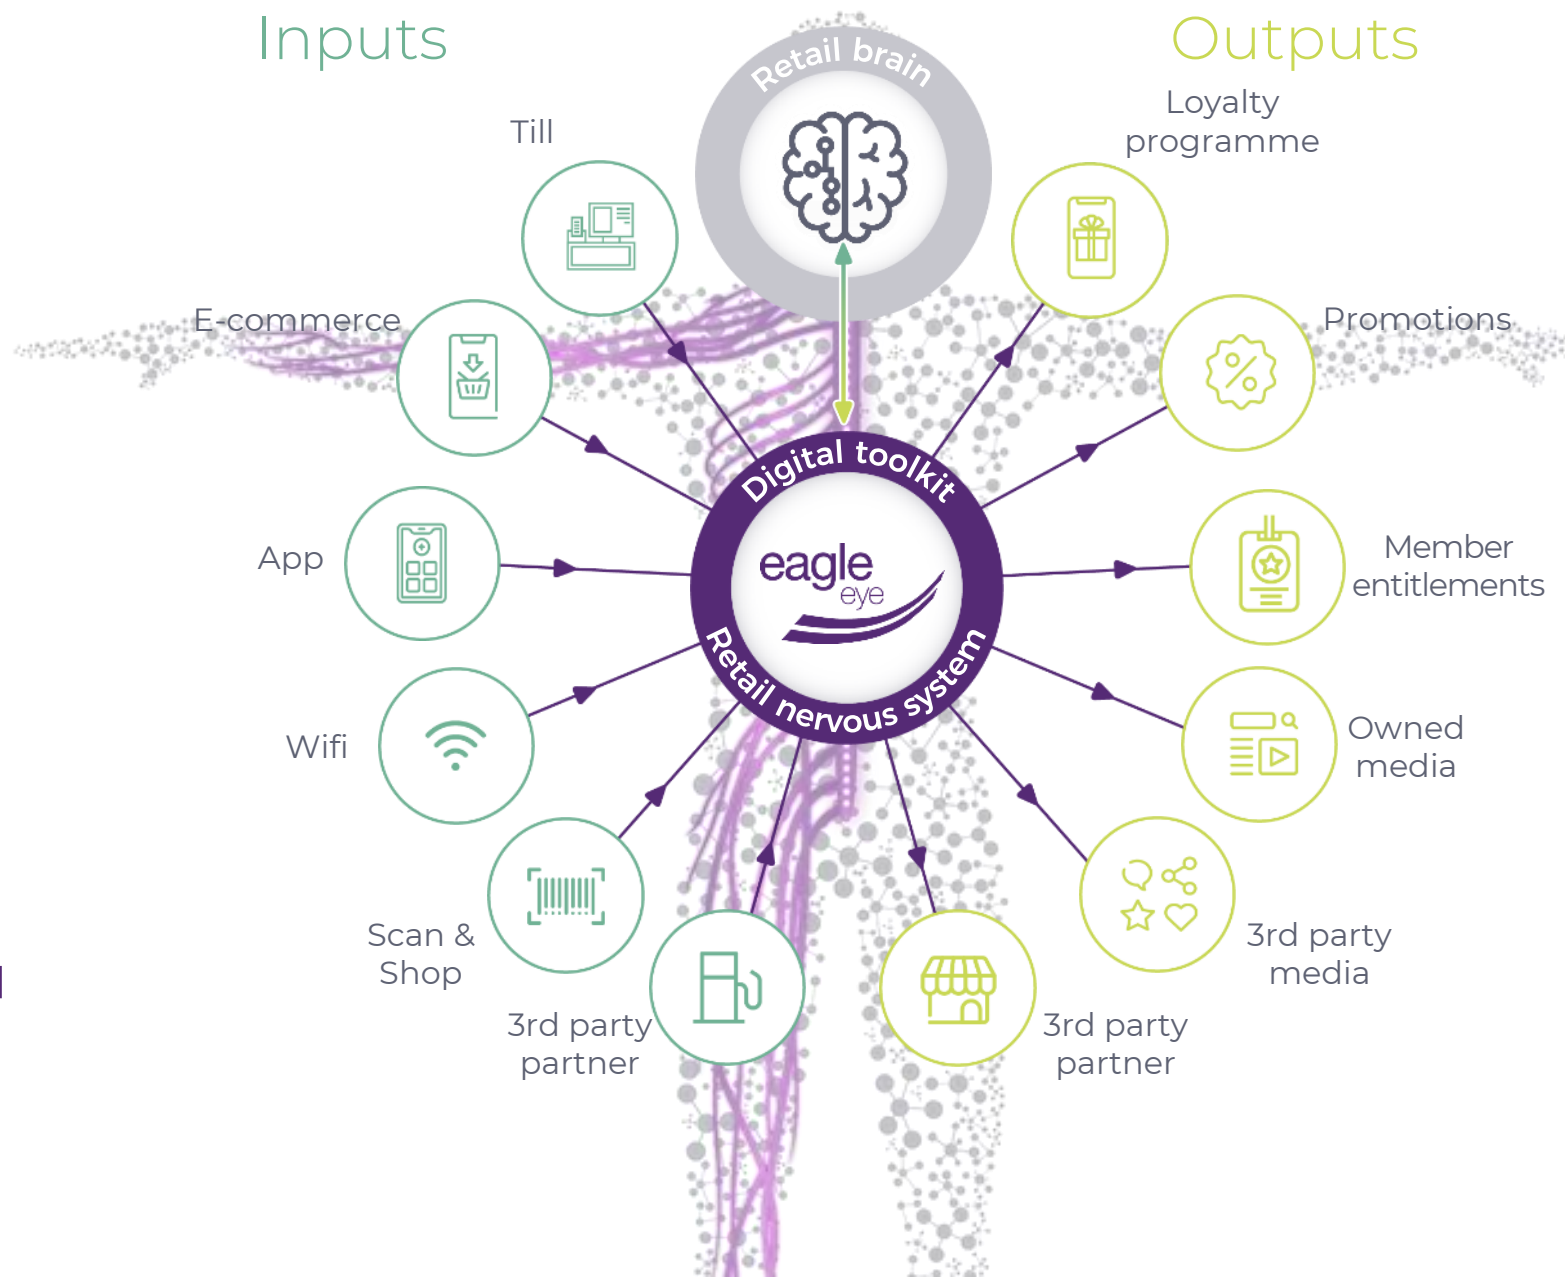 Inputs
Outputs
Retail brain
Till
E-commerce
App
Wifi
Scan &
Shop
3rd party
partner
Digital toolkit
eagle
eye
Retail nervous system
Loyalty
programme
Promotions
Member
entitlements
Owned
media
3rd party
media
3rd party
partner